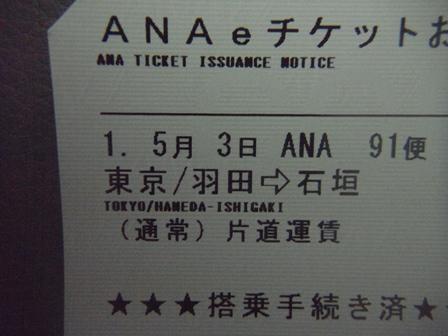 ANAeチケットお
ANA TICKET ISSUANCE NOTICE
1. 5月 3日 ANA 91便
東京/羽田⇨石垣
TOKYO/HANEDA-ISHIGAKI
(通常) 片道運賃
★★★搭乗手続き済★